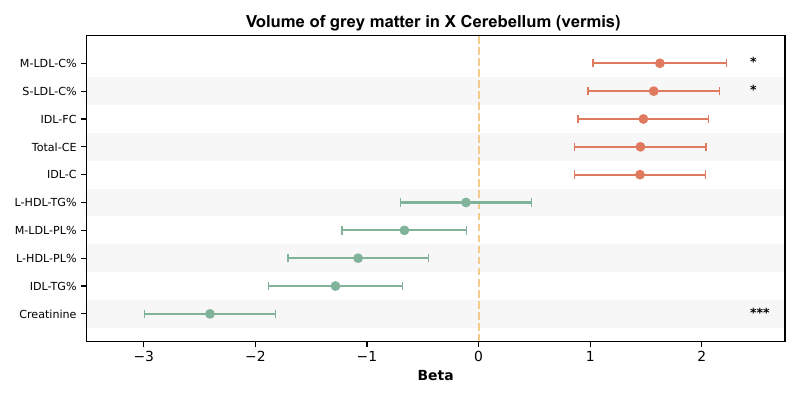 Volume of grey matter in X Cerebellum (vermis)
M-LDL-C% *
S-LDL-C% *
IDL-FC
Total-CE
IDL-C
L-HDL-TG%
M-LDL-PL%
L-HDL-PL%
IDL-TG%
Creatinine ***
−3 −2 −1 0 1 2
Beta